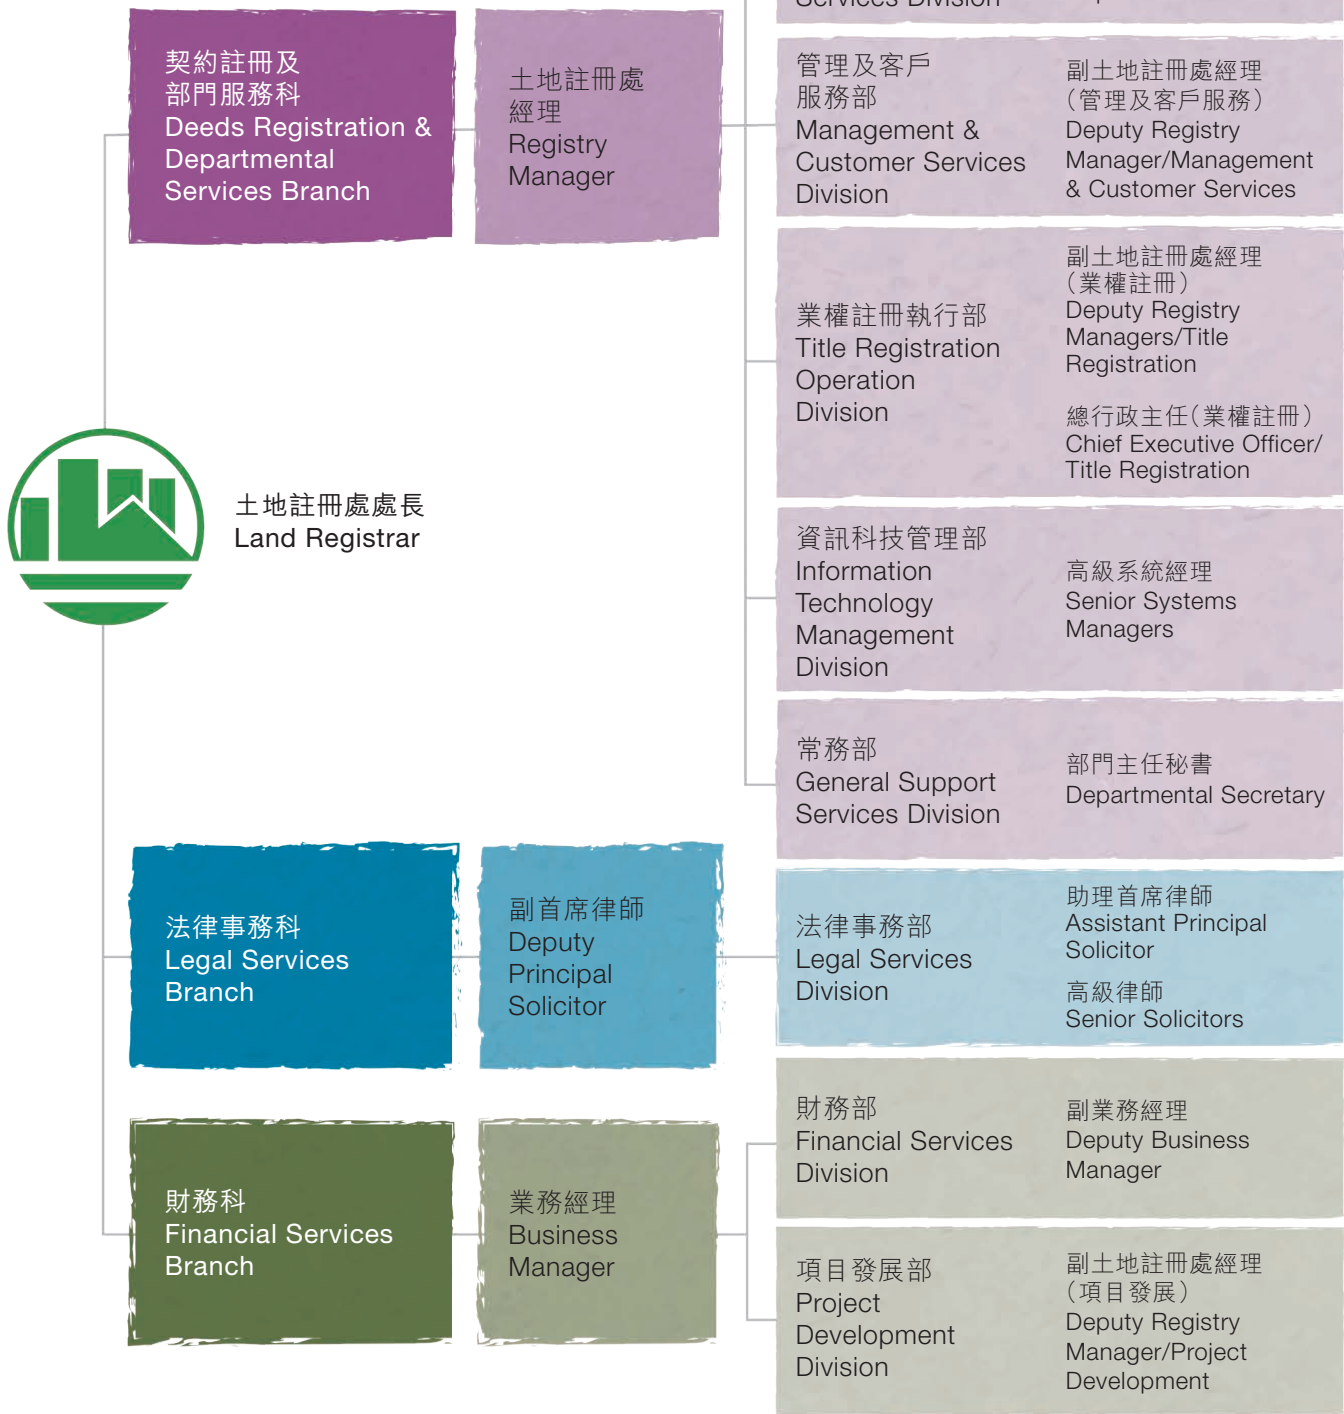 Services Division
契約註冊及
部門服務科
Deeds Registration &
Departmental
Services Branch
土地註冊處
經理
Registry
Manager
管理及客戶
服務部
Management &
Customer Services
Division
副土地註冊處經理
(管理及客戶服務)
Deputy Registry
Manager/Management
& Customer Services
業權註冊執行部
Title Registration
Operation
Division
副土地註冊處經理
(業權註冊)
Deputy Registry
Managers/Title
Registration
總行政主任(業權註冊)
Chief Executive Officer/
Title Registration
土地註冊處處長
Land Registrar
資訊科技管理部
Information
Technology
Management
Division
高級系統經理
Senior Systems
Managers
常務部
General Support
Services Division
部門主任秘書
Departmental Secretary
法律事務科
Legal Services
Branch
副首席律師
Deputy
Principal
Solicitor
法律事務部
Legal Services
Division
助理首席律師
Assistant Principal
Solicitor
高級律師
Senior Solicitors
財務科
Financial Services
Branch
業務經理
Business
Manager
財務部
Financial Services
Division
副業務經理
Deputy Business
Manager
項目發展部
Project
Development
Division
副土地註冊處經理
(項目發展)
Deputy Registry
Manager/Project
Development